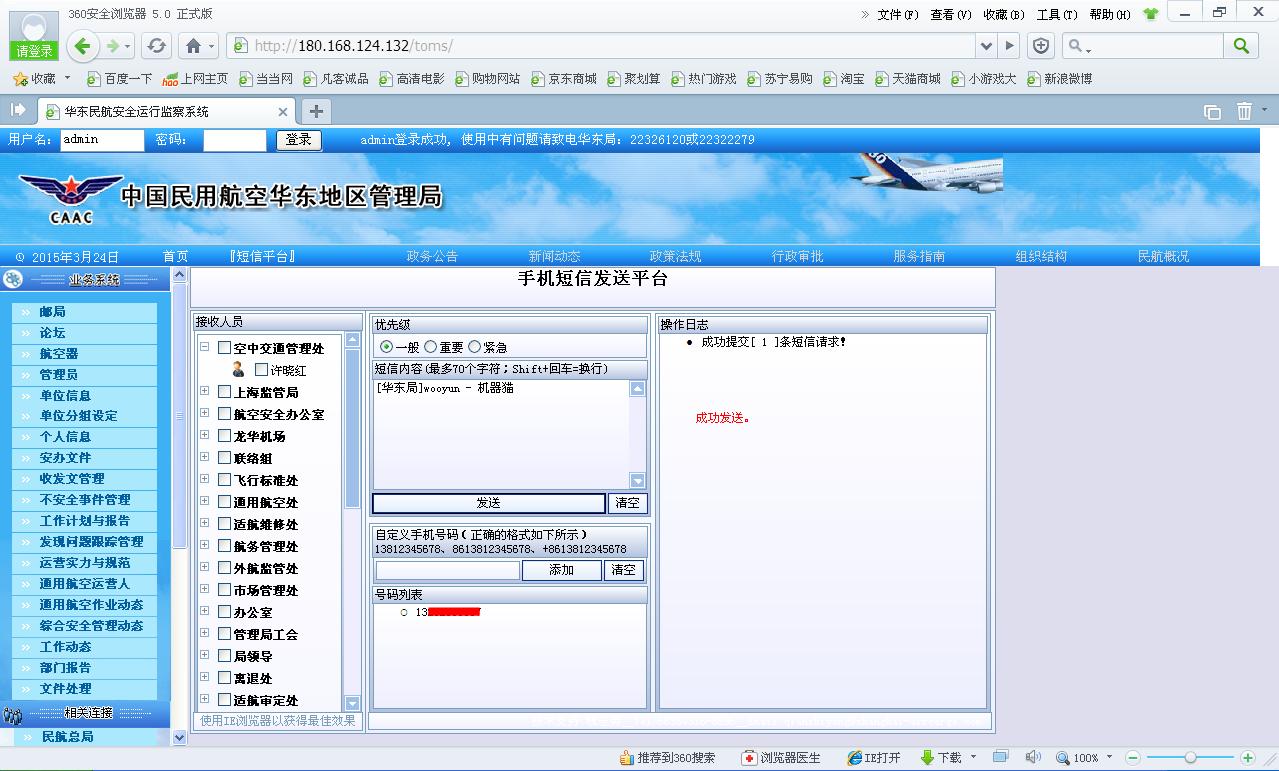 360安全浏览器 5.0 正式版
» 文件(F) 查看(V) 收藏(B) 工具(T) 帮助(H)
请登录
http://180.168.124.132/toms/
收藏 百度一下 上网主页 当当网 凡客诚品 高清电影 购物网站 京东商城 聚划算 热门游戏 苏宁易购 淘宝 天猫商城 小游戏大 新浪微博
华东民航安全运行监察系统
用户名: admin 密码: 登录 admin登录成功, 使用中有问题请致电华东局: 22326120或22322279
中国民用航空华东地区管理局
CAAC
2015年3月24日 首页 『短信平台』 政务公告 新闻动态 政策法规 行政审批 服务指南 组织结构 民航概况
业务系统
邮局
论坛
航空器
管理员
单位信息
单位分组设定
个人信息
安办文件
收发文管理
不安全事件管理
工作计划与报告
发现问题跟踪管理
运营实力与规范
通用航空运营人
通用航空作业动态
综合安全管理动态
工作动态
部门报告
文件处理
相关连接
民航总局
手机短信发送平台
接收人员
空中交通管理处
许晓红
上海监管局
航空安全办公室
龙华机场
联络组
飞行标准处
通用航空处
适航维修处
航务管理处
外航监管处
市场管理处
办公室
管理局工会
局领导
离退处
适航审定处
使用IE浏览器以获得最佳效果
优先级
一般 重要 紧急
短信内容(最多70个字符；Shift+回车=换行)
[华东局]wooyun - 机器猫
发送 清空
自定义手机号码(正确的格式如下所示)
13812345678、8613812345678、+8613812345678
添加 清空
号码列表
13
操作日志
成功提交[ 1 ]条短信请求!
成功发送。
推荐到360搜索 浏览器医生 IE打开 下载 100%